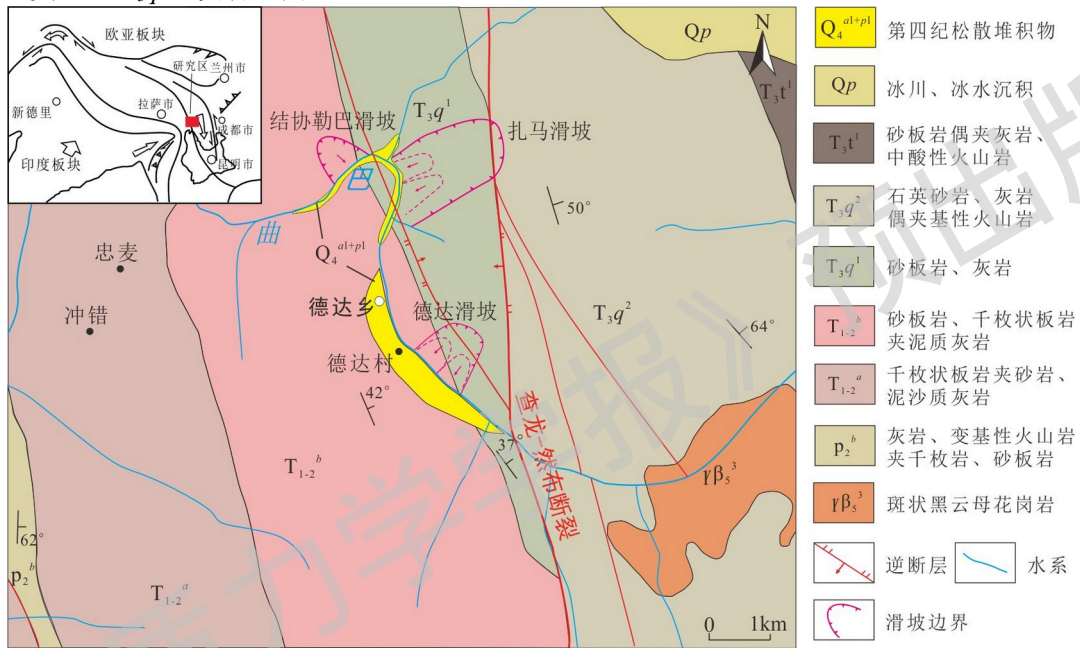 欧亚板块
研究区
兰州市
新德里
拉萨市
成都市
印度板块
昆明市
结协勒巴滑坡
T₃q¹
扎马滑坡
Qp
N
T₃t¹
巴
曲
50°
Q₄ᵃˡ⁺ᵖˡ
忠麦
冲错
德达乡
德达滑坡
T₃q²
64°
德达村
42°
37°
查龙-然布断裂
T₁₋₂ᵇ
γβ₅³
62°
p₂ᵇ
T₁₋₂ᵃ
0 1km
Q₄ᵃˡ⁺ᵖˡ 第四纪松散堆积物
Qp 冰川、冰水沉积
T₃t¹ 砂板岩偶夹灰岩、
中酸性火山岩
T₃q² 石英砂岩、灰岩
偶夹基性火山岩
T₃q¹ 砂板岩、灰岩
T₁₋₂ᵇ 砂板岩、千枚状板岩
夹泥质灰岩
T₁₋₂ᵃ 千枚状板岩夹砂岩、
泥沙质灰岩
p₂ᵇ 灰岩、变基性火山岩
夹千枚岩、砂板岩
γβ₅³ 斑状黑云母花岗岩
逆断层 水系
滑坡边界
力学学报》预出版